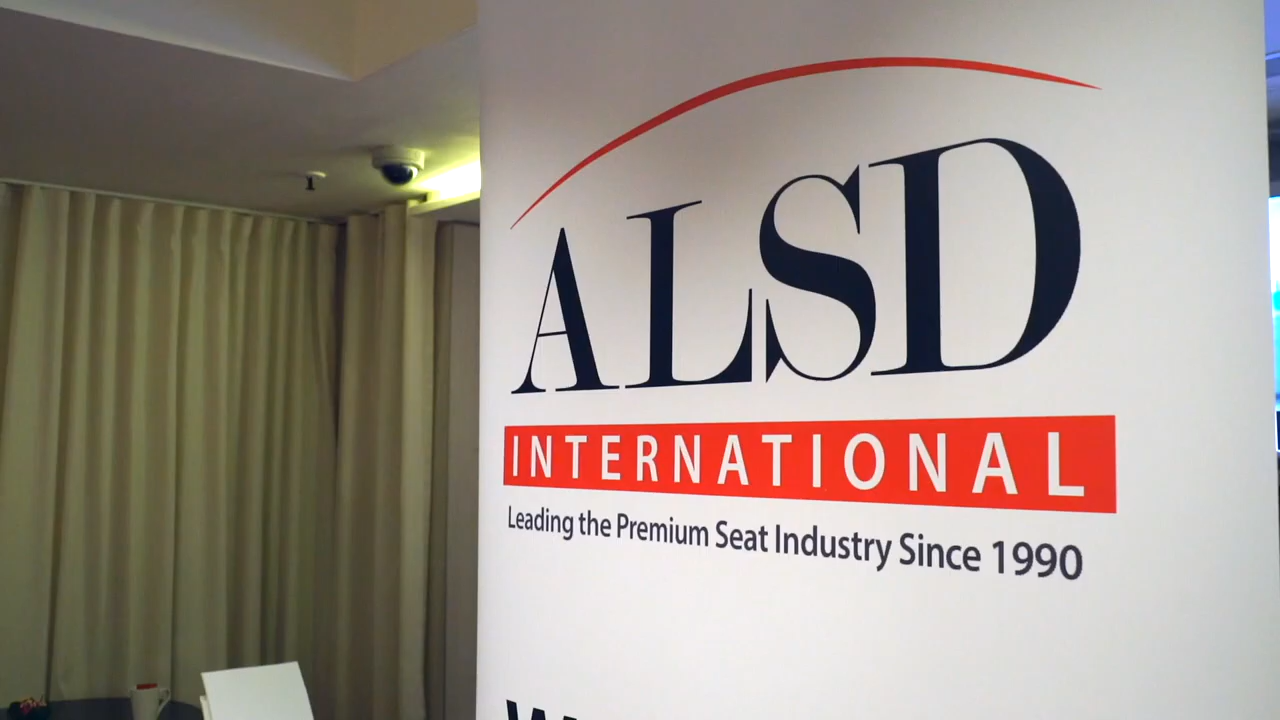 ALSD
INTERNATIONAL
Leading the Premium Seat Industry Since 1990